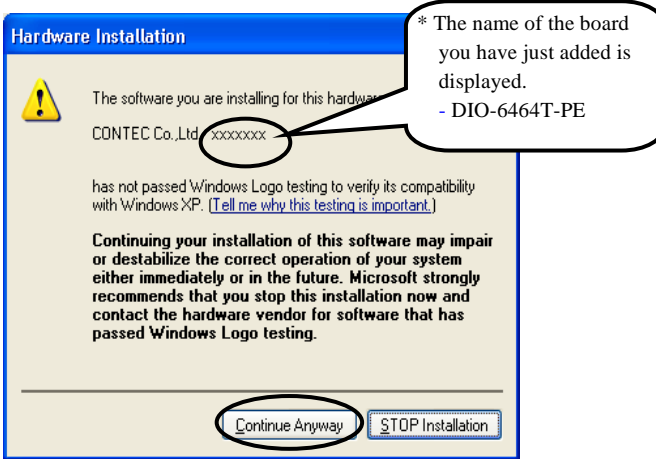 Hardware Installation
* The name of the board
you have just added is
displayed.
- DIO-6464T-PE
The software you are installing for this hardware
CONTEC Co.,Ltd. xxxxxxx
has not passed Windows Logo testing to verify its compatibility
with Windows XP. (Tell me why this testing is important.)
Continuing your installation of this software may impair
or destabilize the correct operation of your system
either immediately or in the future. Microsoft strongly
recommends that you stop this installation now and
contact the hardware vendor for software that has
passed Windows Logo testing.
Continue Anyway
STOP Installation